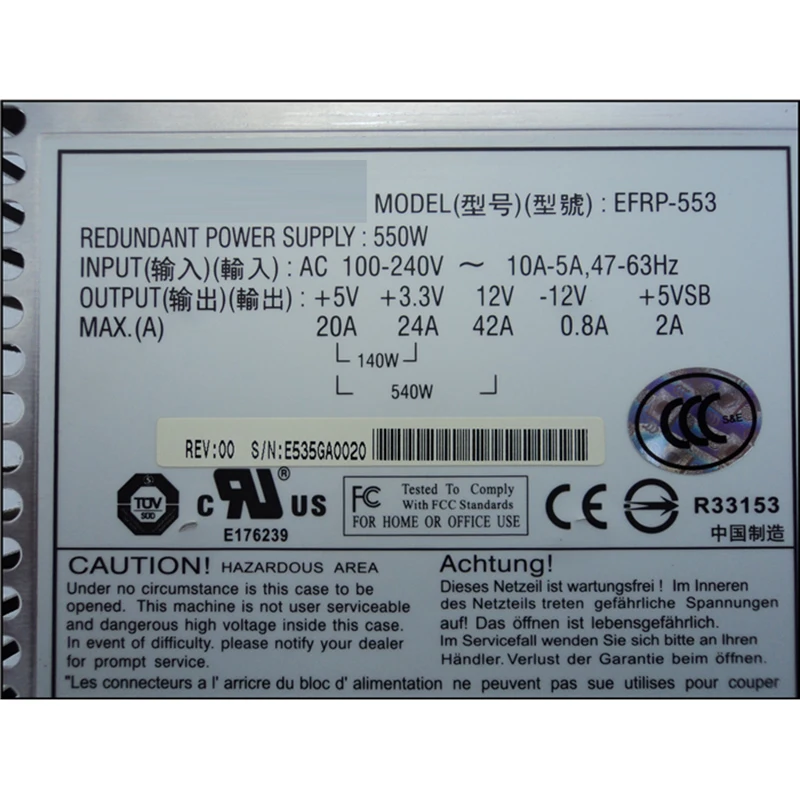 MODEL(型号)(型號) : EFRP-553
REDUNDANT POWER SUPPLY : 550W
INPUT(输入)(輸入) : AC 100-240V ~ 10A-5A,47-63Hz
OUTPUT(输出)(輸出) : +5V +3.3V 12V -12V +5VSB
MAX.(A) 20A 24A 42A 0.8A 2A
140W
540W
CCC S&E
REV:00 S/N:E535GA0020
TÜV
C RU ® US
E176239
FC Tested To Comply
With FCC Standards
FOR HOME OR OFFICE USE
CE
R33153
中国制造
CAUTION! HAZARDOUS AREA
Under no circumstance is this case to be
opened. This machine is not user serviceable
and dangerous high voltage inside this case.
In event of difficulty. please notify your dealer
for prompt service.
Achtung!
Dieses Netzeil ist wartungsfrei! Im Inneren
des Netzteils treten gefährliche Spannungen
auf! Das öffnen ist lebensgefährlich.
Im Servicefall wenden Sie sich bitte an Ihren
Händler. Verlust der Garantie beim öffnen.
"Les connecteurs a l' arricre du bloc d' alimentation ne peuvent pas sue utilises pour couper